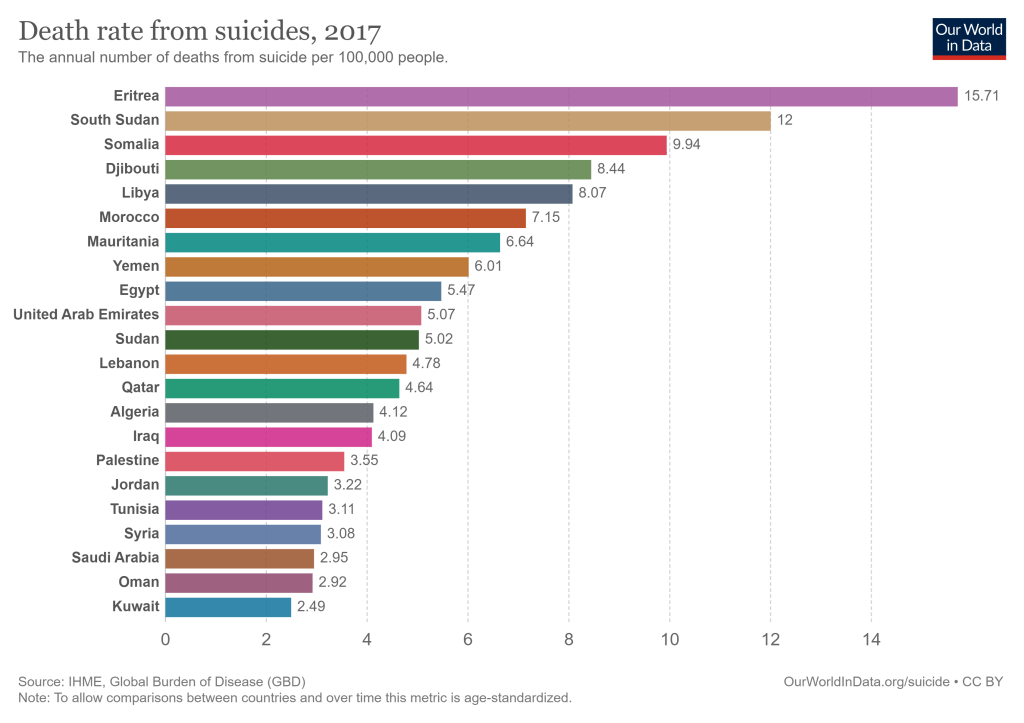 Death rate from suicides, 2017
The annual number of deaths from suicide per 100,000 people.
Our World
in Data
Eritrea 15.71
South Sudan 12
Somalia 9.94
Djibouti 8.44
Libya 8.07
Morocco 7.15
Mauritania 6.64
Yemen 6.01
Egypt 5.47
United Arab Emirates 5.07
Sudan 5.02
Lebanon 4.78
Qatar 4.64
Algeria 4.12
Iraq 4.09
Palestine 3.55
Jordan 3.22
Tunisia 3.11
Syria 3.08
Saudi Arabia 2.95
Oman 2.92
Kuwait 2.49
0 2 4 6 8 10 12 14
Source: IHME, Global Burden of Disease (GBD)
Note: To allow comparisons between countries and over time this metric is age-standardized.
OurWorldInData.org/suicide • CC BY